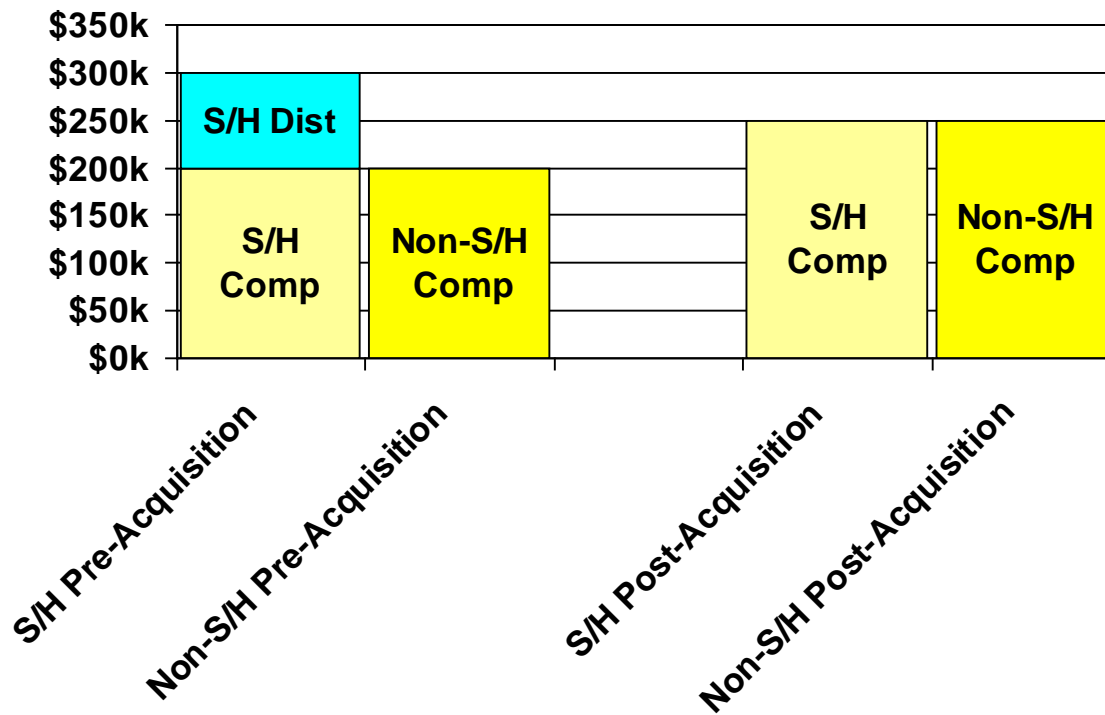 $350k
$300k
$250k
$200k
$150k
$100k
$50k
$0k
S/H Dist
S/H
Comp
Non-S/H
Comp
S/H
Comp
Non-S/H
Comp
S/H Pre-Acquisition
Non-S/H Pre-Acquisition
S/H Post-Acquisition
Non-S/H Post-Acquisition